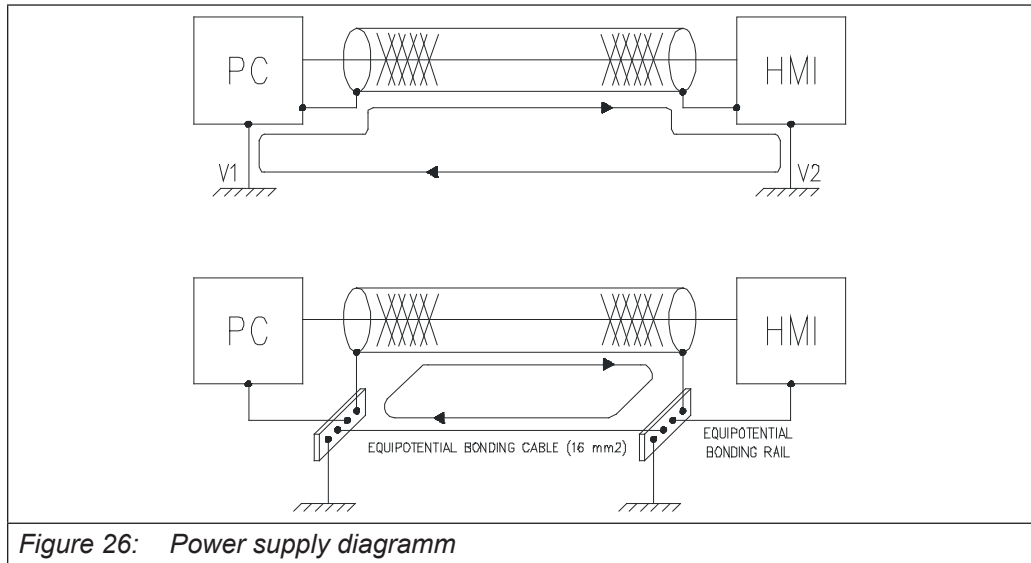 PC
HMI
V1
V2
PC
HMI
EQUIPOTENTIAL BONDING CABLE (16 mm2)
EQUIPOTENTIAL
BONDING RAIL
Figure 26: Power supply diagramm